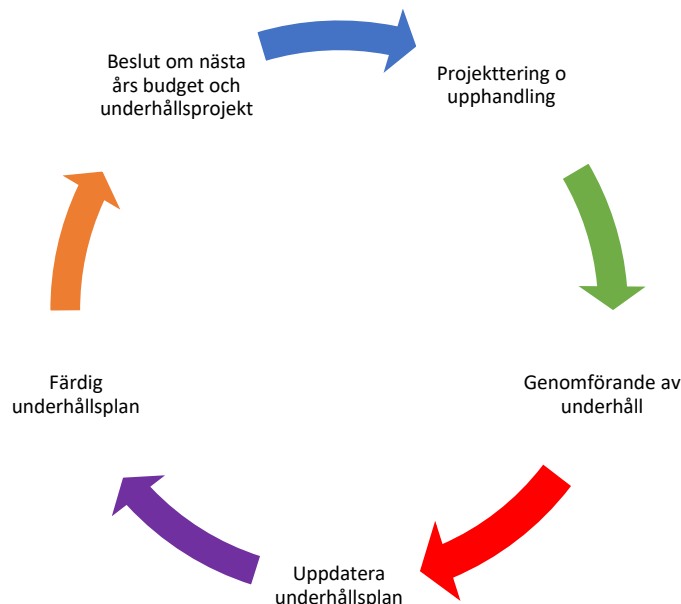 Beslut om nästa
års budget och
underhållsprojekt
Projekttering o
upphandling
Genomförande av
underhåll
Uppdatera
underhållsplan
Färdig
underhållsplan